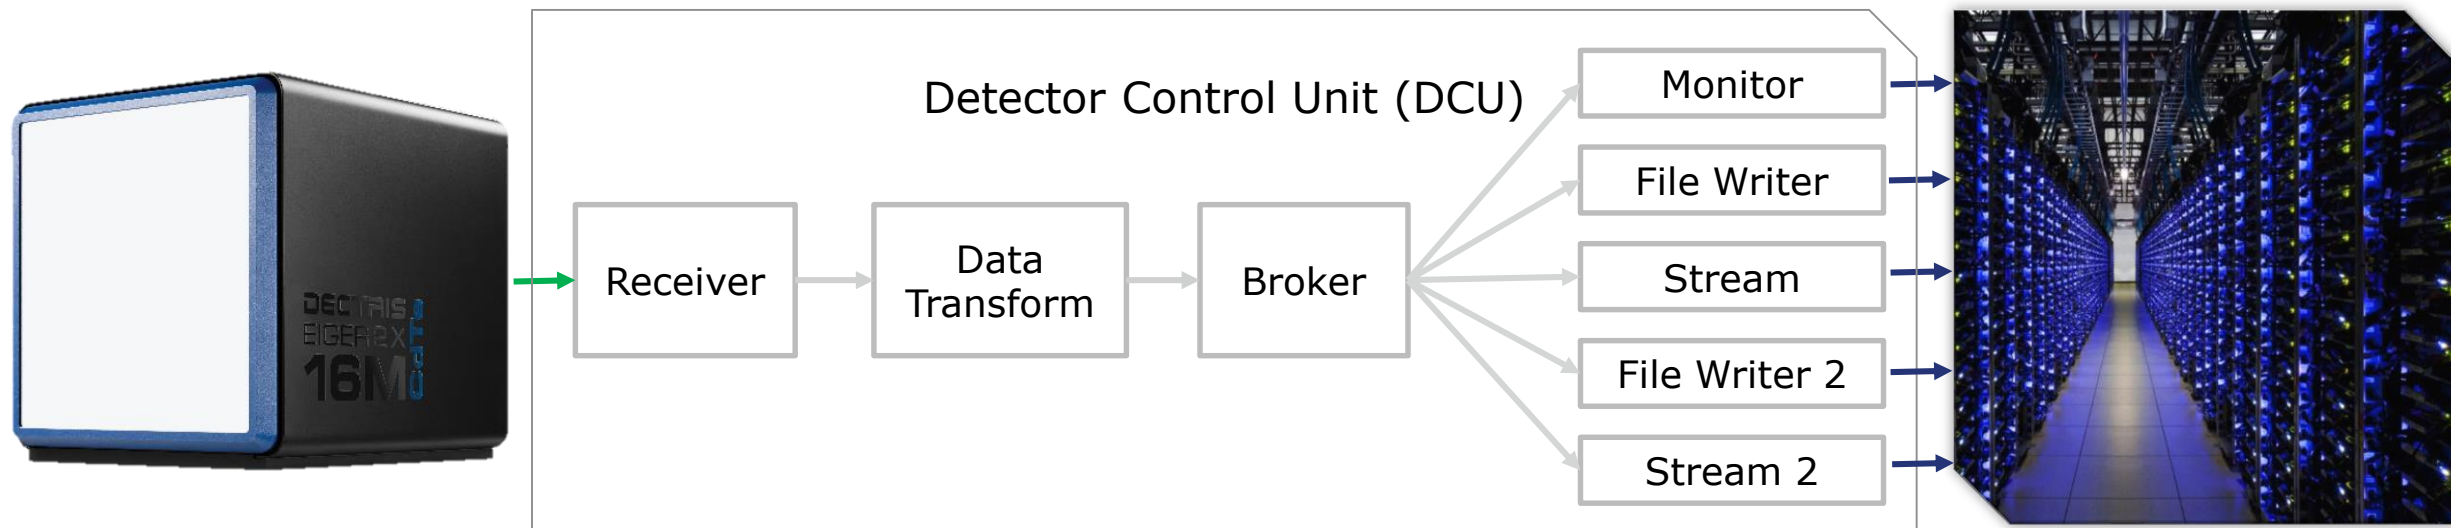 DECTRIS
EIGER2 X
16M
CdTe
Detector Control Unit (DCU)
Receiver
Data
Transform
Broker
Monitor
File Writer
Stream
File Writer 2
Stream 2